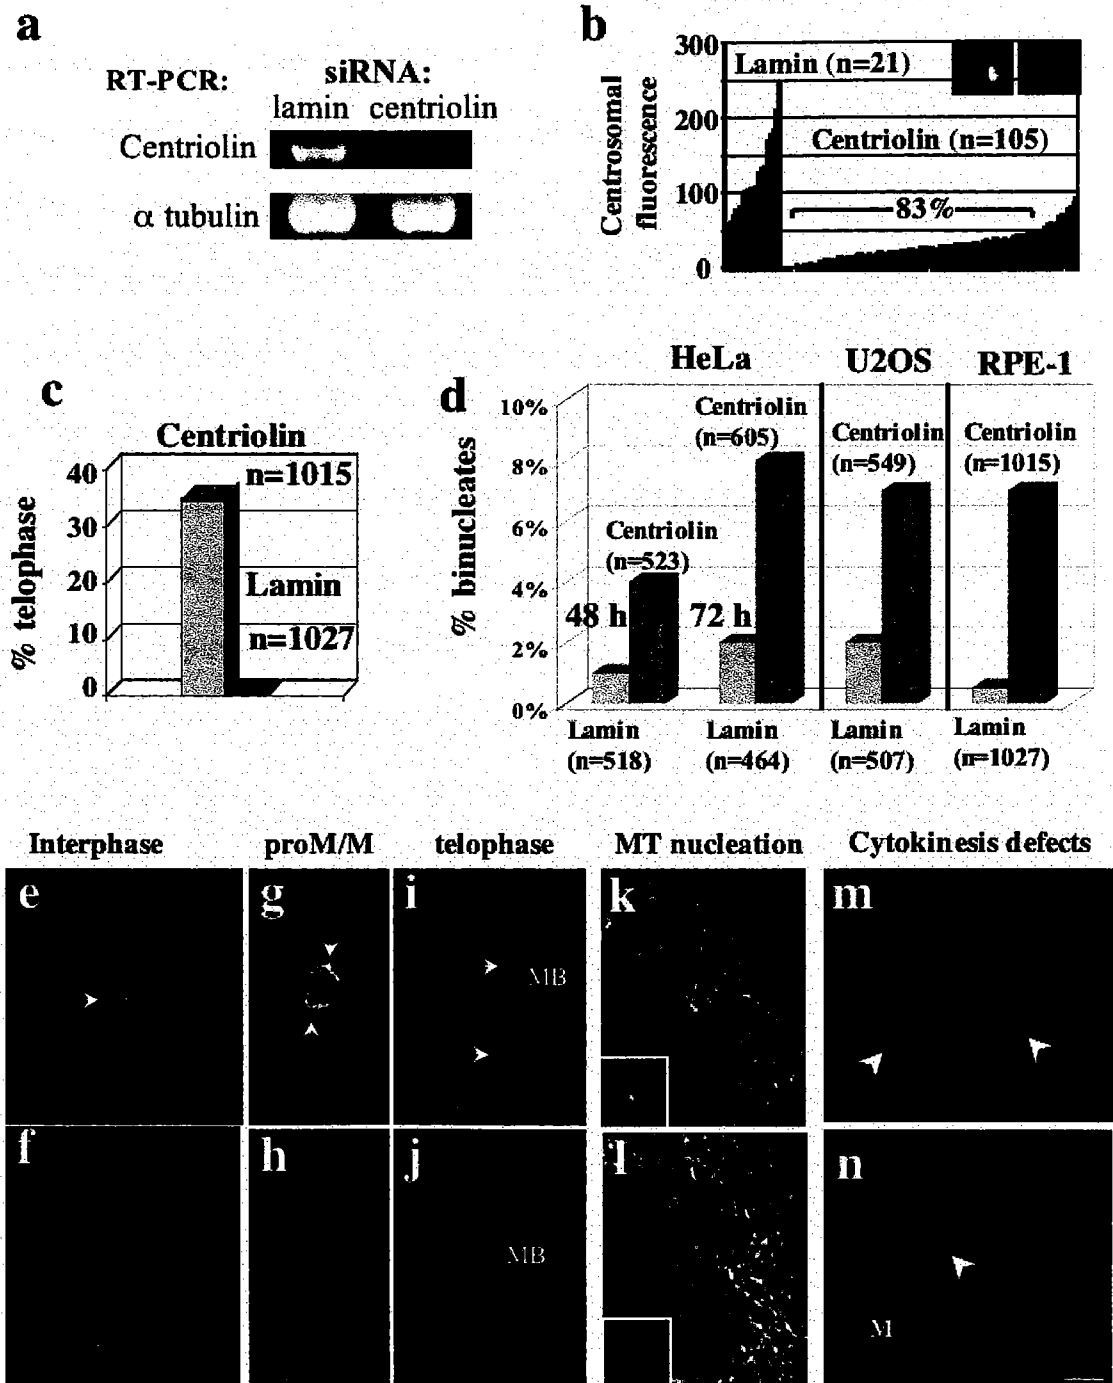 a
RT-PCR:
siRNA:
lamin centriolin
Centriolin
α tubulin
b
Centrosomal
fluorescence
300
200
100
0
Lamin (n=21)
Centriolin (n=105)
83%
c
Centriolin
n=1015
Lamin
n=1027
% telophase
40
30
20
10
0
d
HeLa
U2OS
RPE-1
% binucleates
10%
8%
6%
4%
2%
0%
Centriolin
(n=523)
Centriolin
(n=605)
Centriolin
(n=549)
Centriolin
(n=1015)
48 h
72 h
Lamin
(n=518)
Lamin
(n=464)
Lamin
(n=507)
Lamin
(n=1027)
Interphase
proM/M
telophase
MT nucleation
Cytokinesis defects
e
g
i
MB
k
m
f
h
j
MB
l
n
M